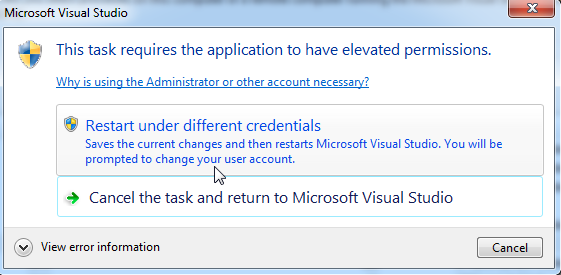 Microsoft Visual Studio
This task requires the application to have elevated permissions.
Why is using the Administrator or other account necessary?
Restart under different credentials
Saves the current changes and then restarts Microsoft Visual Studio. You will be
prompted to change your user account.
Cancel the task and return to Microsoft Visual Studio
View error information
Cancel